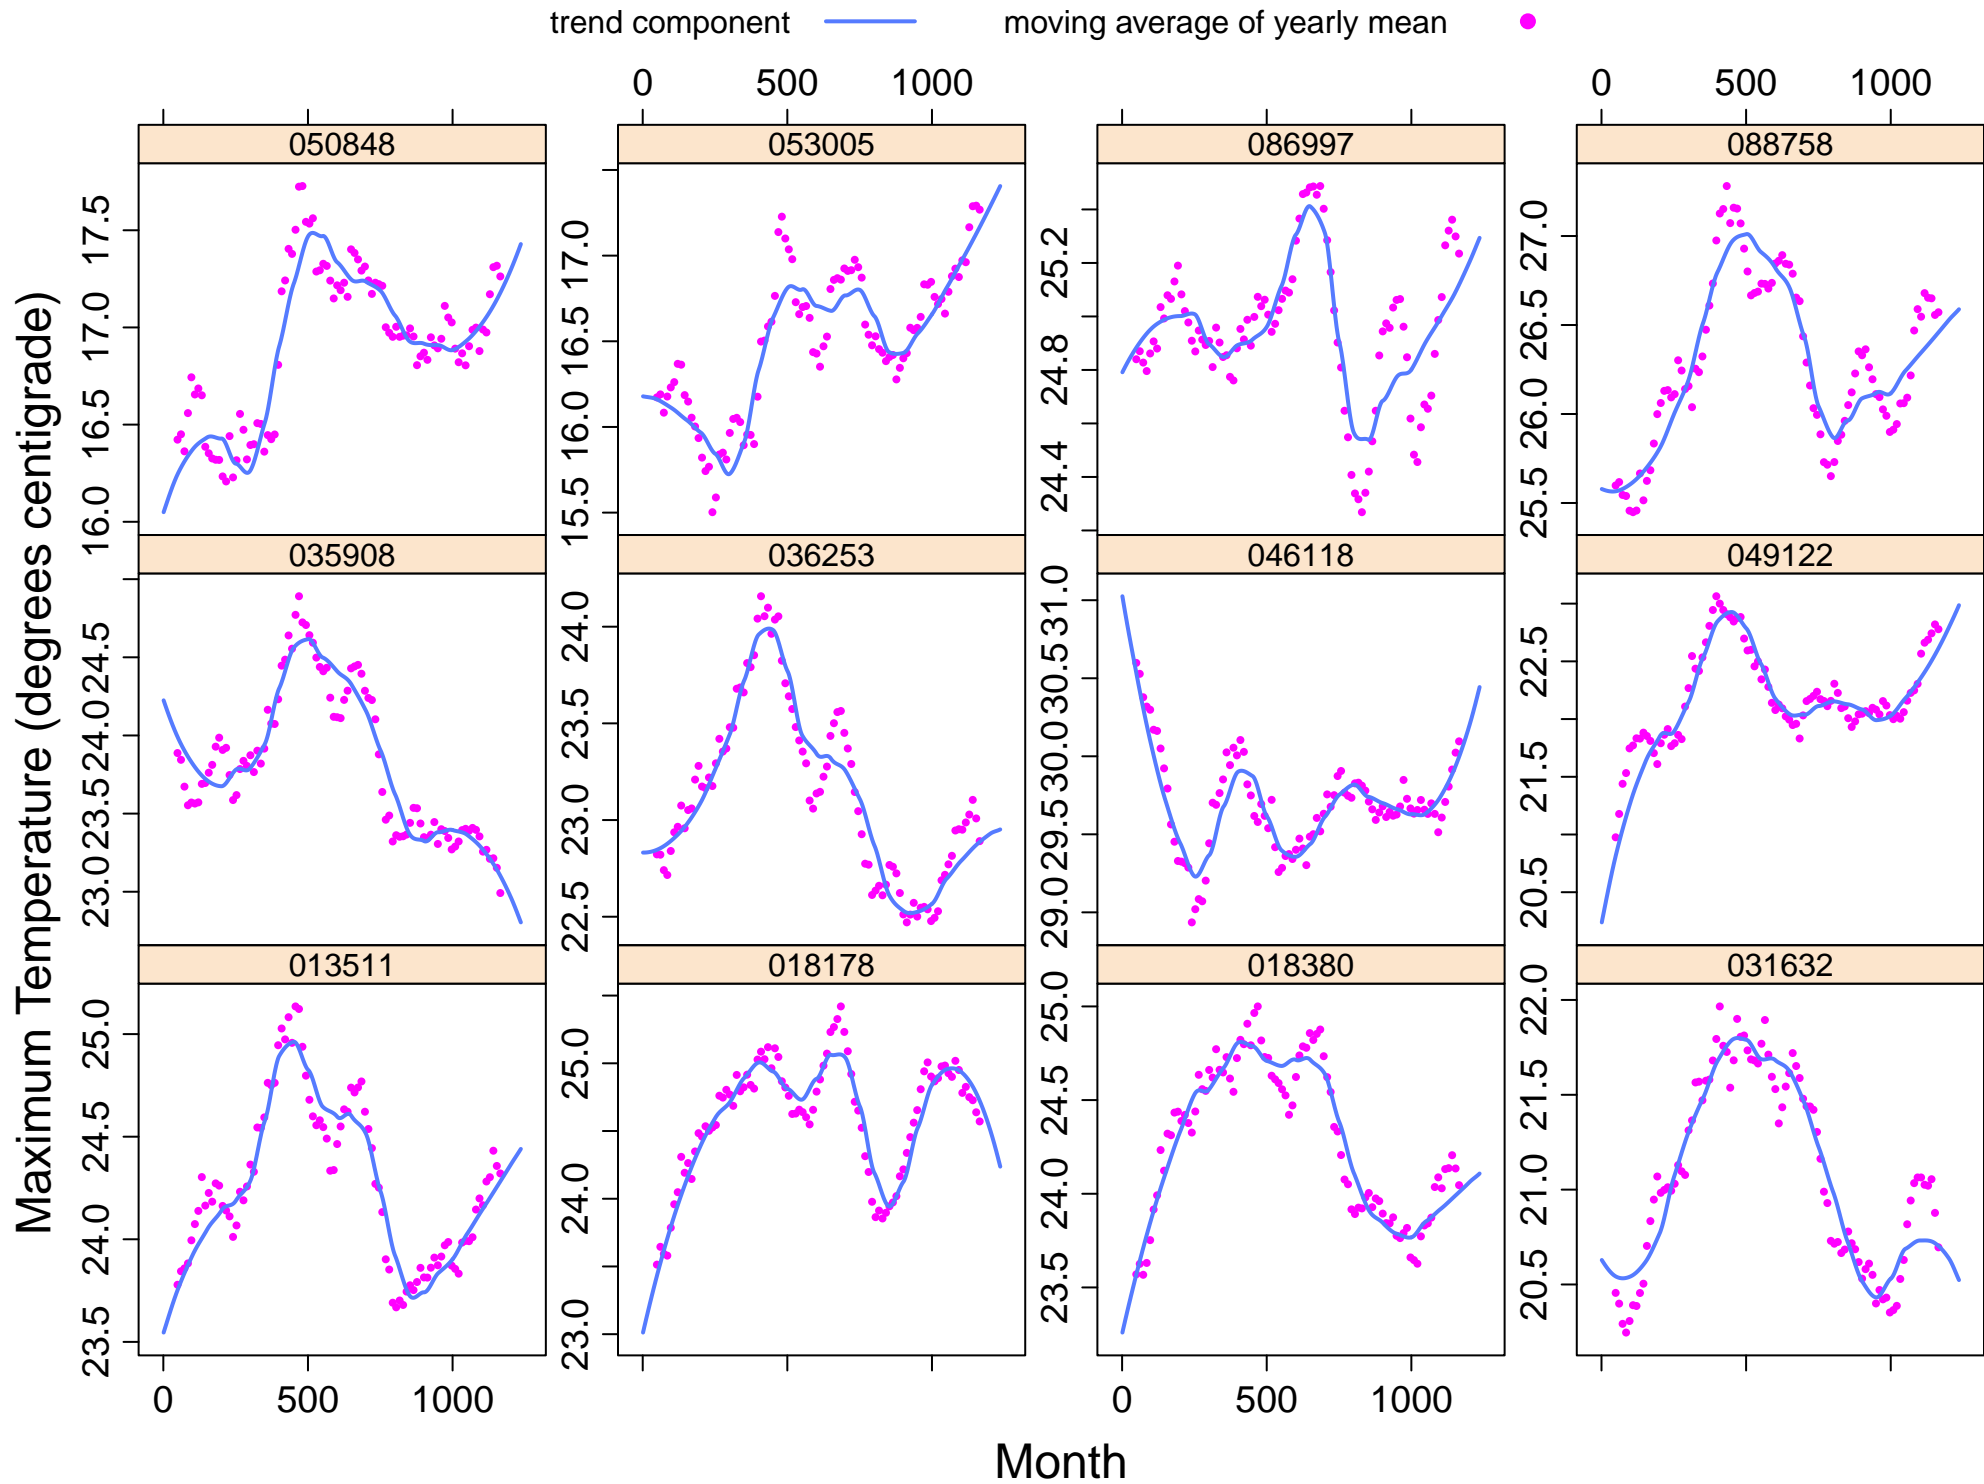 trend component moving average of yearly mean
0 500 1000 0 500 1000
050848 053005 086997 088758
16.0 16.5 17.0 17.5
15.5 16.0 16.5 17.0
24.4 24.8 25.2
25.5 26.0 26.5 27.0
035908 036253 046118 049122
23.0 23.5 24.0 24.5
22.5 23.0 23.5 24.0
29.0 29.5 30.0 30.5 31.0
20.5 21.5 22.5
013511 018178 018380 031632
23.5 24.0 24.5 25.0
23.0 24.0 25.0
23.5 24.0 24.5 25.0
20.5 21.0 21.5 22.0
0 500 1000 0 500 1000
Maximum Temperature (degrees centigrade)
Month